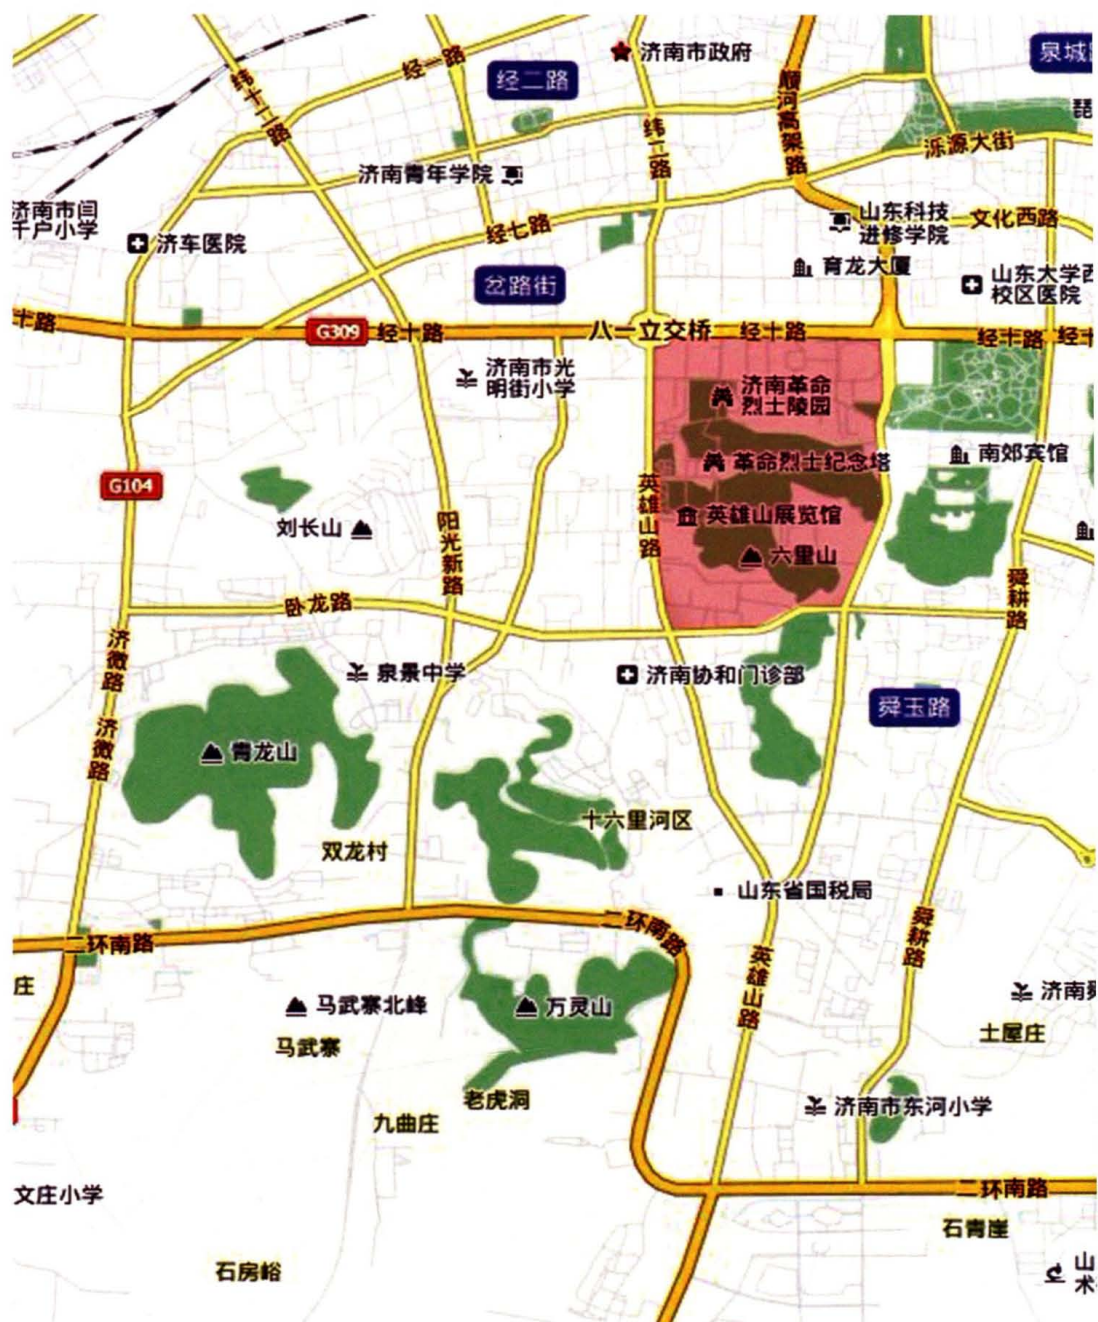 济南市政府
泉城
经一路
经二路
纬十二路
顺河高架路
琵
纬二路
泺源大街
济南青年学院
济南市闫
千户小学
济车医院
经七路
山东科技
进修学院
文化西路
育龙大厦
山东大学西
校区医院
岔路街
十路
G309
经十路
八一立交桥
经十路
经十路
经十
济南市光
明街小学
济南革命
烈士陵园
南郊宾馆
革命烈士纪念塔
G104
英雄山路
英雄山展览馆
刘长山
阳光新路
六里山
舜耕路
卧龙路
济微路
泉景中学
济南协和门诊部
舜玉路
济微路
青龙山
十六里河区
双龙村
山东省国税局
二环南路
二环南路
舜耕路
英雄山路
庄
马武寨北峰
万灵山
济南舜
马武寨
土屋庄
老虎洞
济南市东河小学
九曲庄
文庄小学
二环南路
石青崖
石房峪
山
术